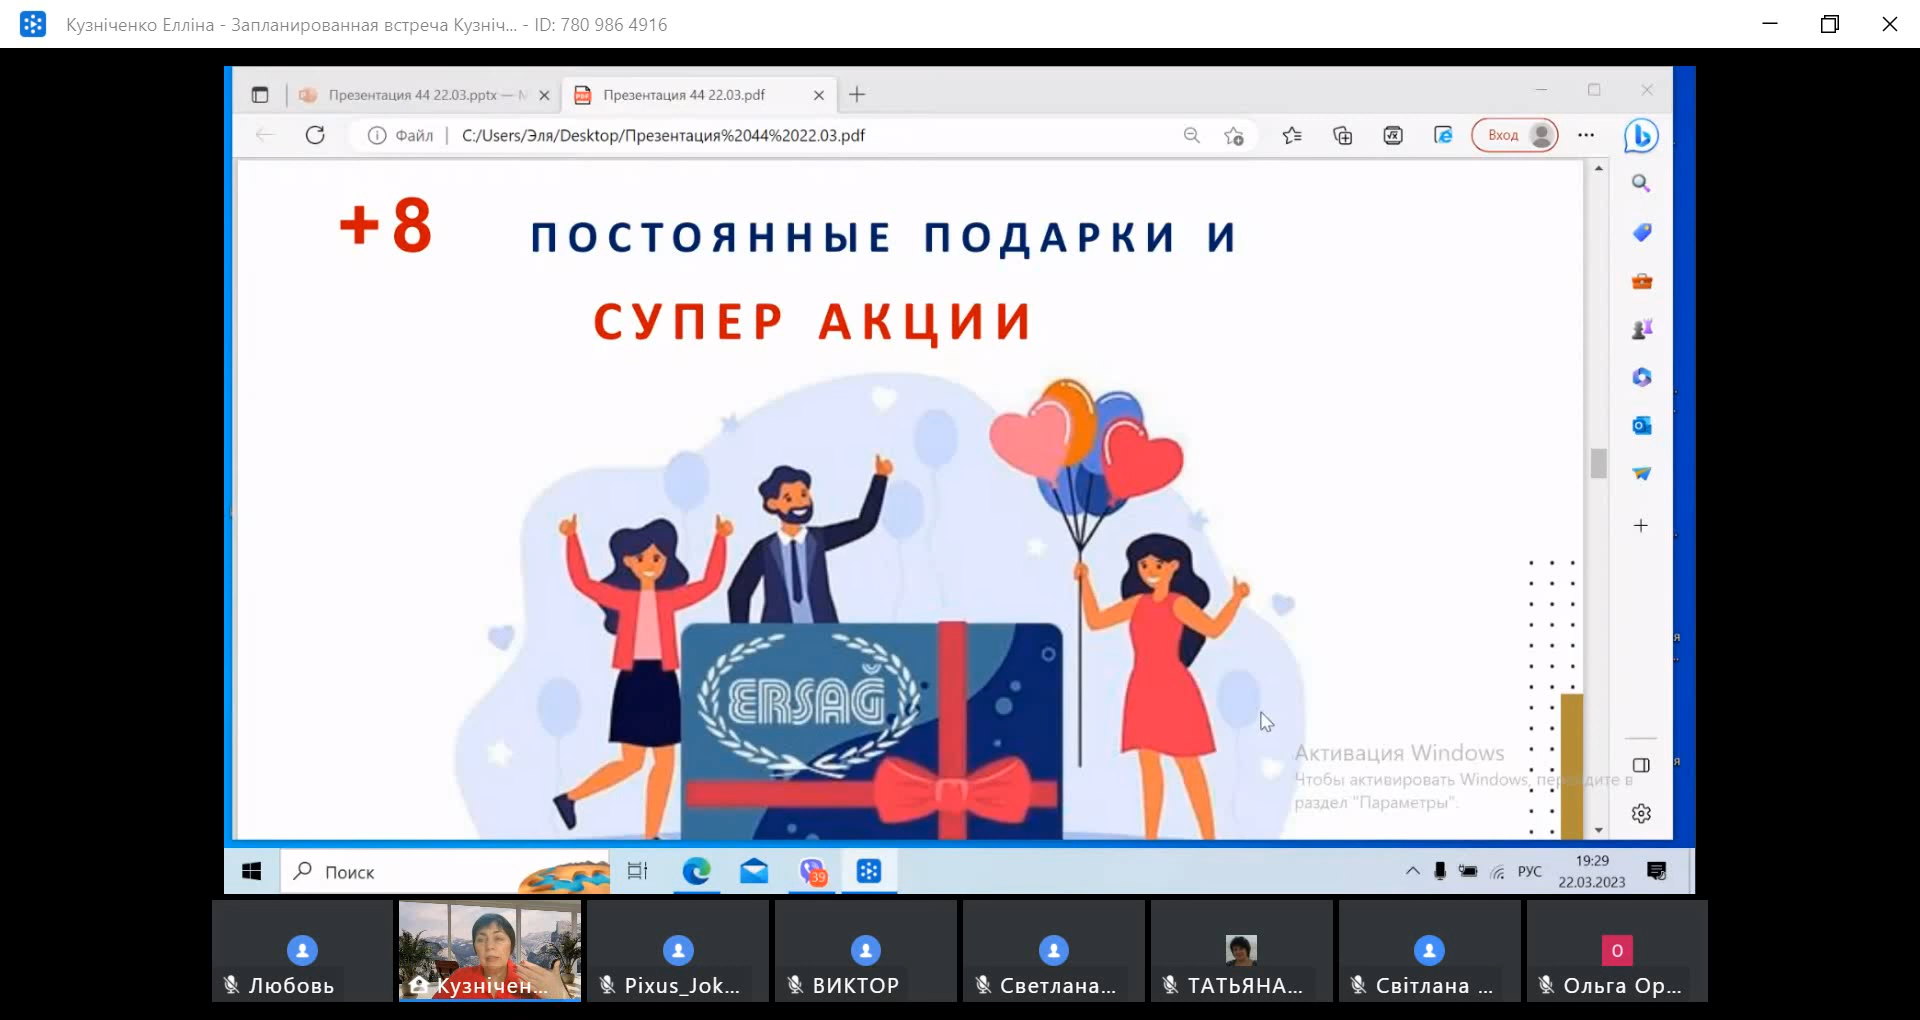 Кузніченко Елліна - Запланированная встреча Кузніч... - ID: 780 986 4916
Презентация 44 22.03.pptx — М
Презентация 44 22.03.pdf
Файл
C:/Users/Эля/Desktop/Презентация%2044%2022.03.pdf
Вход
+8 ПОСТОЯННЫЕ ПОДАРКИ И
СУПЕР АКЦИИ
ERSAĞ
Активация Windows
Чтобы активировать Windows, перейдите в
раздел "Параметры".
Поиск
39
РУС
19:29
22.03.2023
Любовь
Кузнічен...
Pixus_Jok...
ВИКТОР
Светлана...
ТАТЬЯНА...
Світлана ...
О
Ольга Ор...